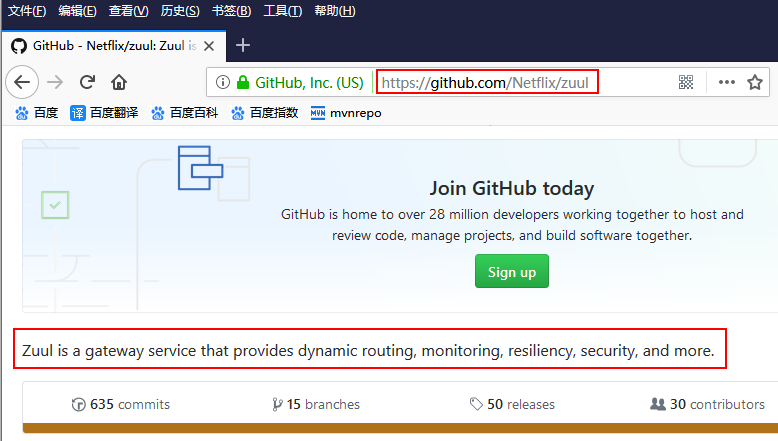 文件(F) 编辑(E) 查看(V) 历史(S) 书签(B) 工具(T) 帮助(H)
GitHub - Netflix/zuul: Zuul is
GitHub, Inc. (US) https://github.com/Netflix/zuul
百度 译 百度翻译 百度百科 百度指数 MVN mvnrepo
Join GitHub today
GitHub is home to over 28 million developers working together to host and
review code, manage projects, and build software together.
Sign up
Zuul is a gateway service that provides dynamic routing, monitoring, resiliency, security, and more.
635 commits 15 branches 50 releases 30 contributors